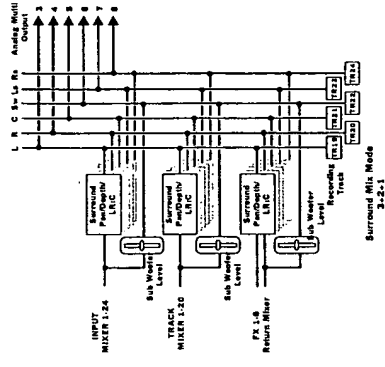 Analog Multi
Output
3
4
5
6
7
8
L R C Sw Ls Rs
Surround
Pan/Depth/
LR:C
INPUT
MIXER 1-24
Sub Woofer
Level
Surround
Pan/Depth/
LR:C
TRACK
MIXER 1-20
Sub Woofer
Level
Surround
Pan/Depth/
LR:C
FX 1-8
Return Mixer
Sub Woofer
Level
TR19
TR20
TR21
TR22
TR23
TR24
Recording
Track
Surround Mix Mode
3+2+1